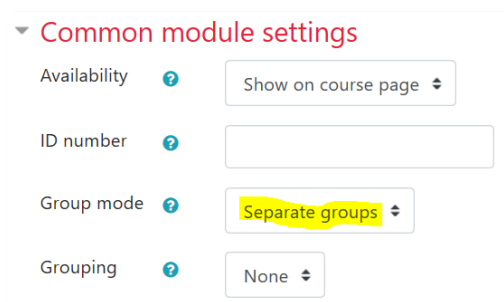 Common module settings
Availability Show on course page
ID number
Group mode Separate groups
Grouping None